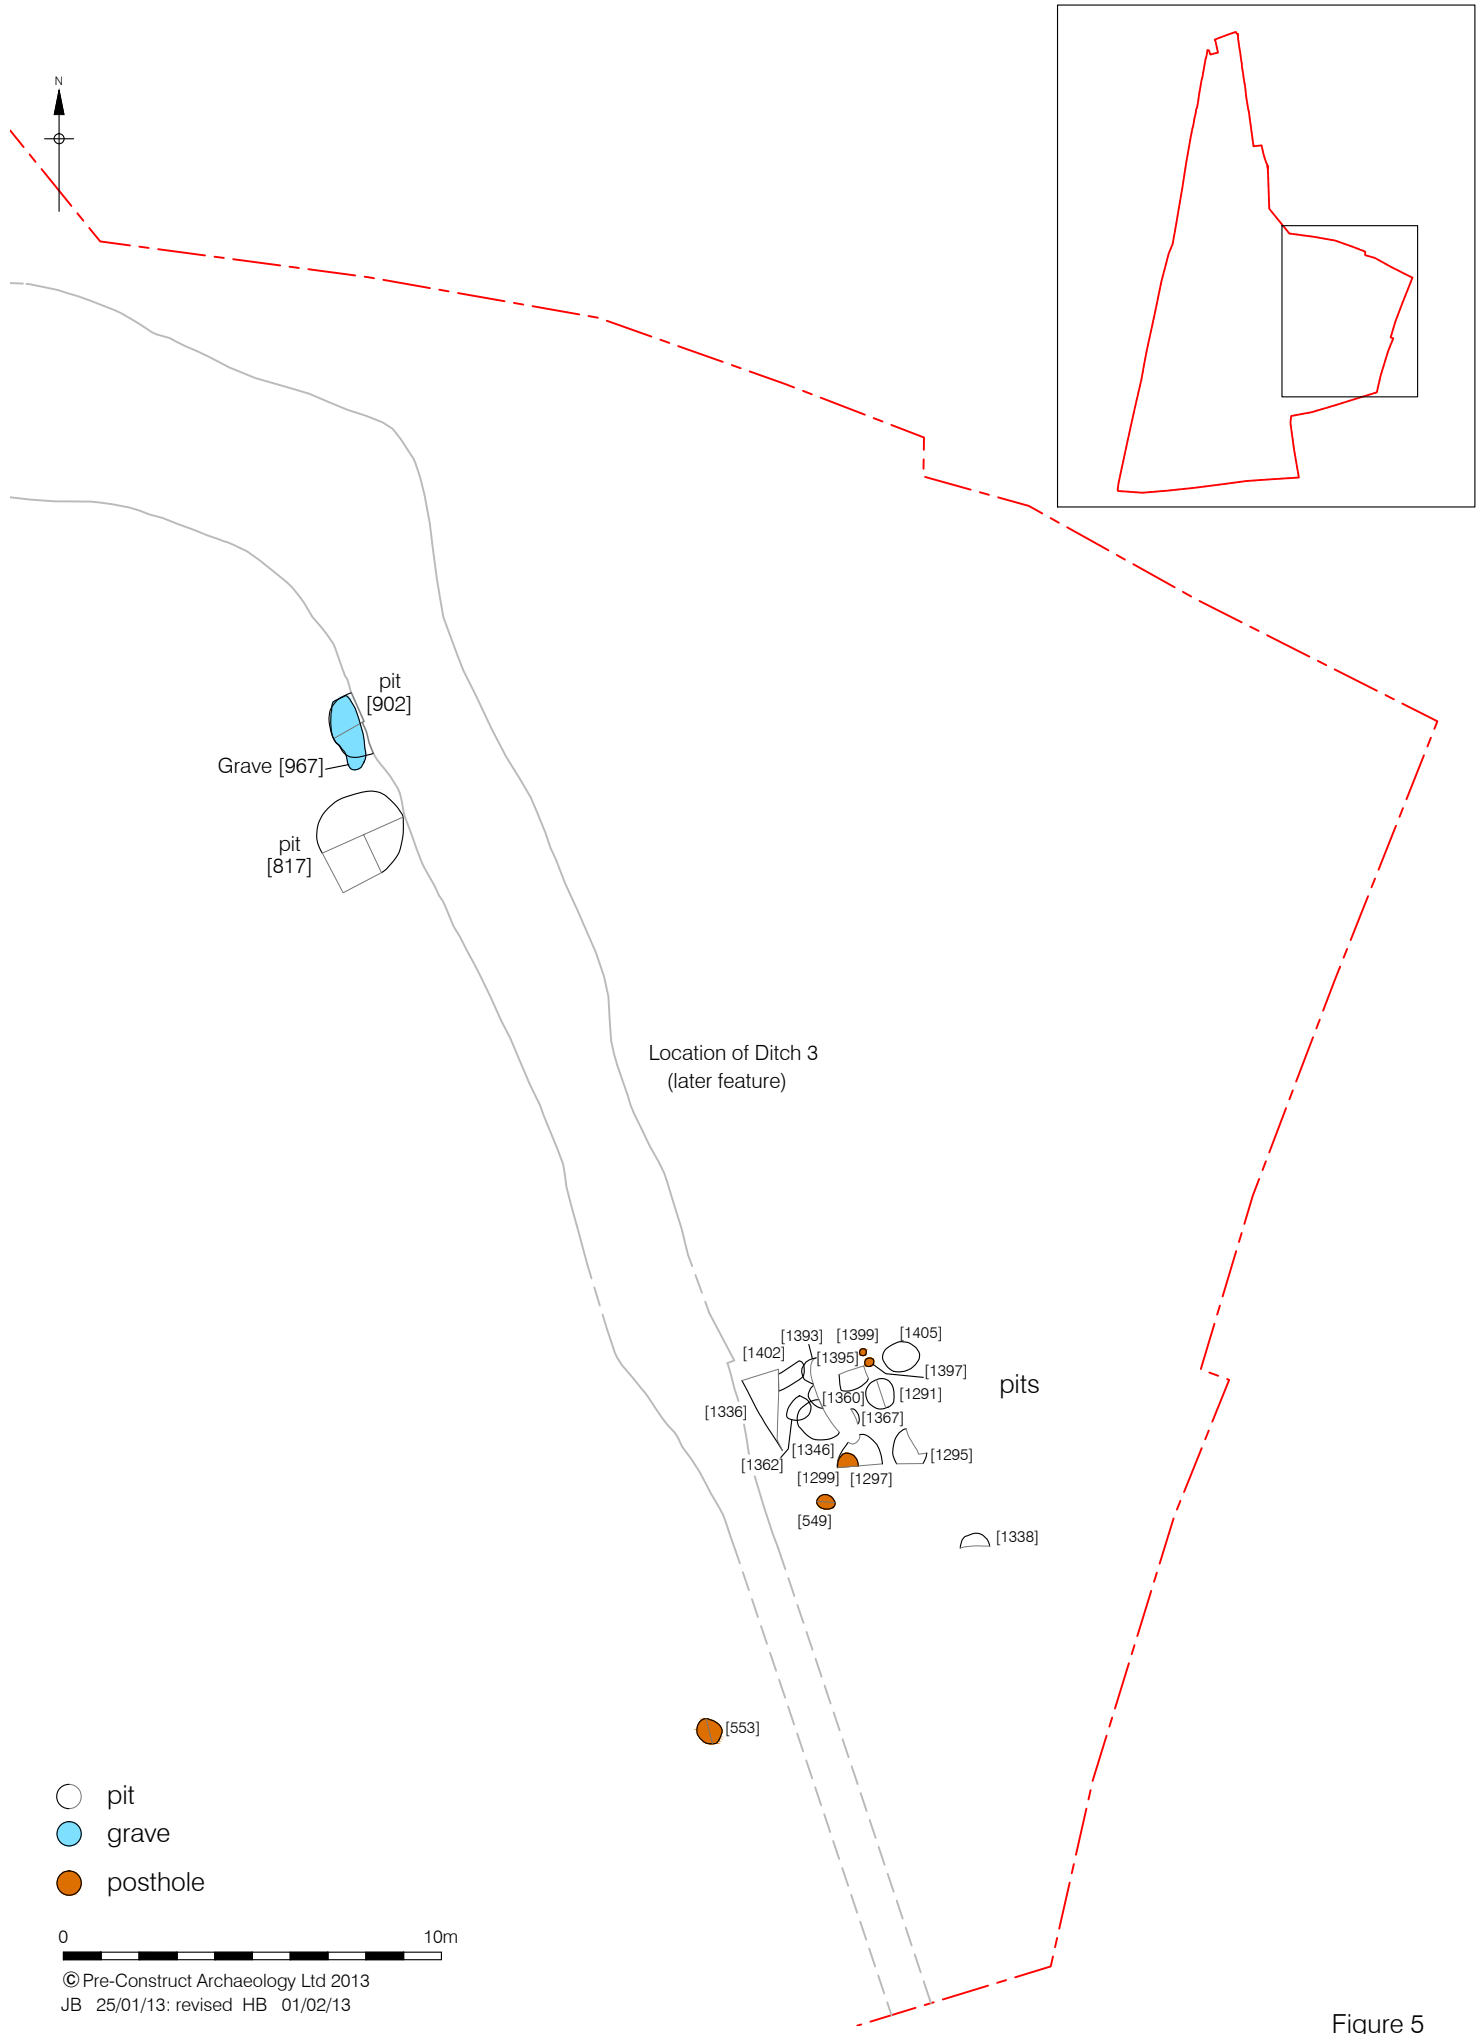 N
pit
[902]
Grave [967]
pit
[817]
Location of Ditch 3
(later feature)
[1393]
[1399]
[1405]
[1402]
[1395]
[1397]
pits
[1360]
[1291]
[1336]
[1367]
[1346]
[1295]
[1362]
[1299]
[1297]
[549]
[1338]
[553]
pit
grave
posthole
0 10m
© Pre-Construct Archaeology Ltd 2013
JB 25/01/13: revised HB 01/02/13
Figure 5